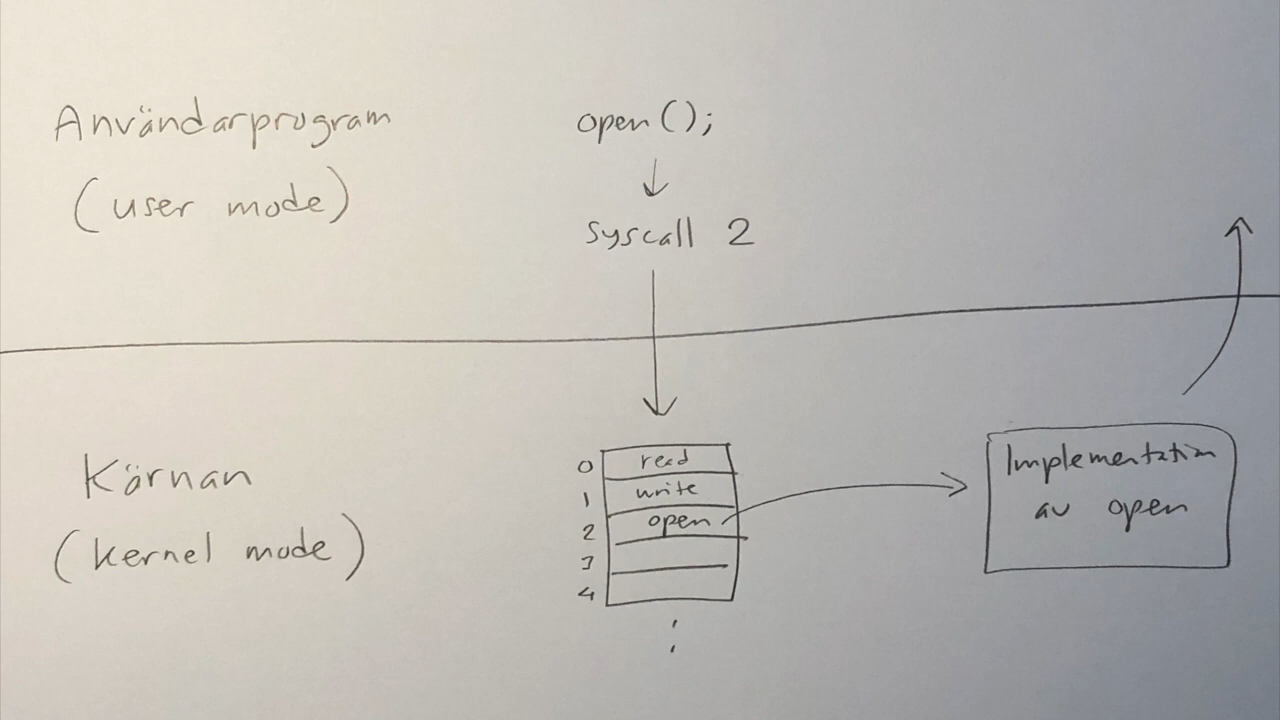 Användarprogram
(user mode)
open();
syscall 2
Kärnan
(kernel mode)
0 read
1 write
2 open
3
4
Implementation
av open